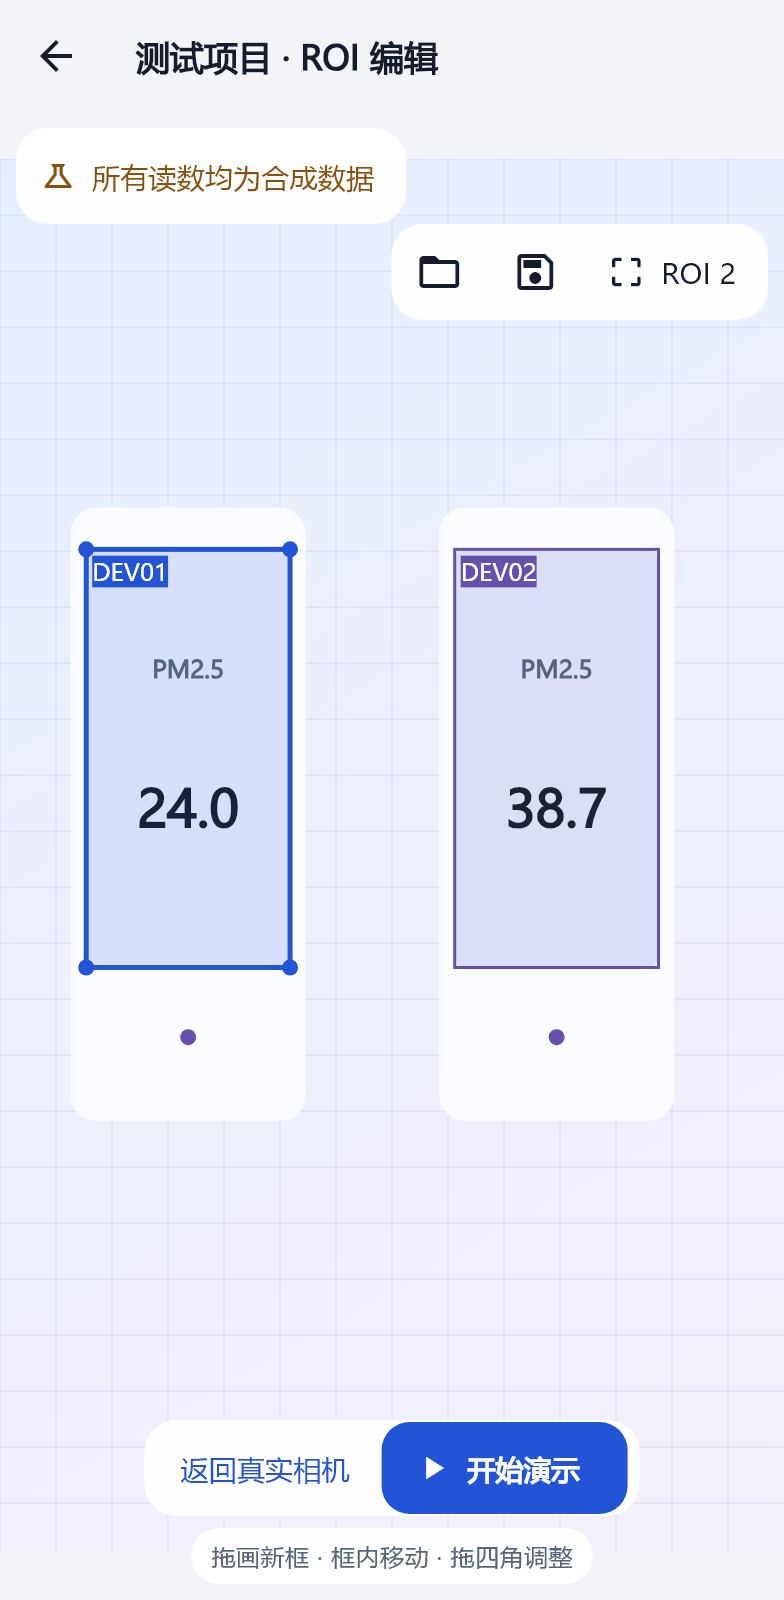 测试项目 · ROI 编辑
所有读数均为合成数据
ROI 2
DEV01
PM2.5
24.0
DEV02
PM2.5
38.7
返回真实相机
开始演示
拖画新框 · 框内移动 · 拖四角调整